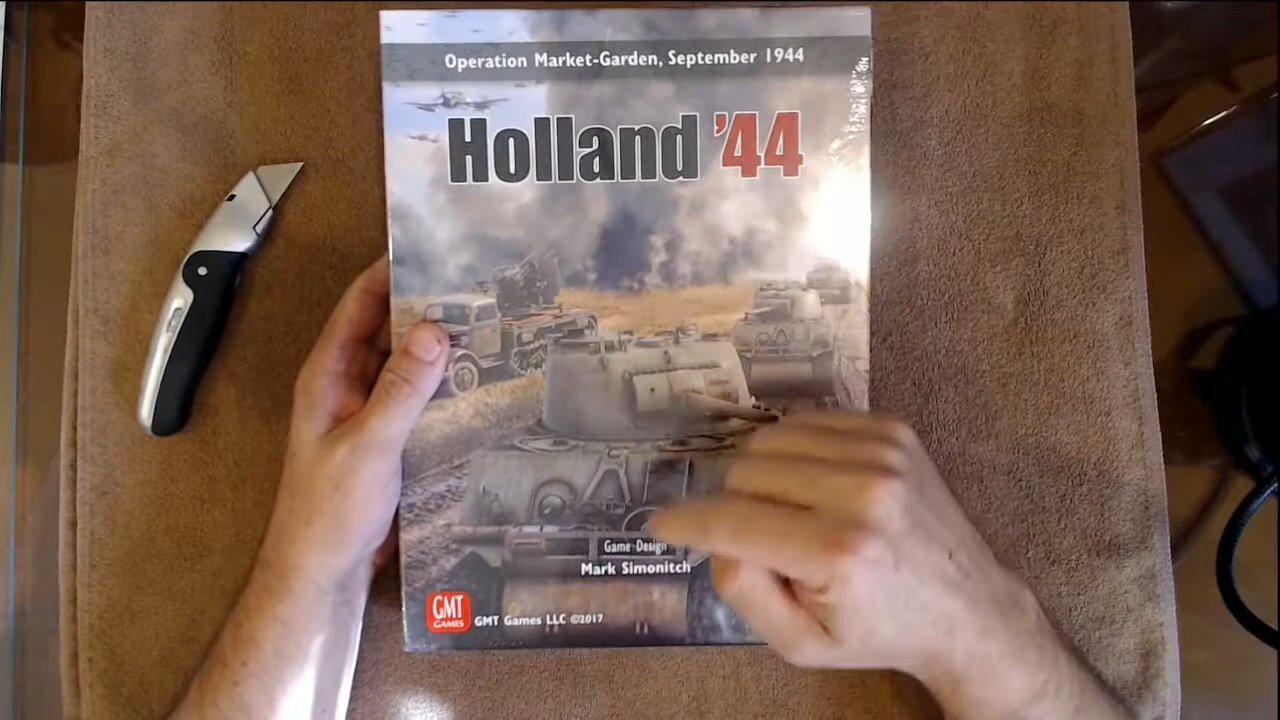 Operation Market-Garden, September 1944
Holland '44
Game Design
Mark Simonitch
GMT
GAMES
GMT Games LLC ©2017